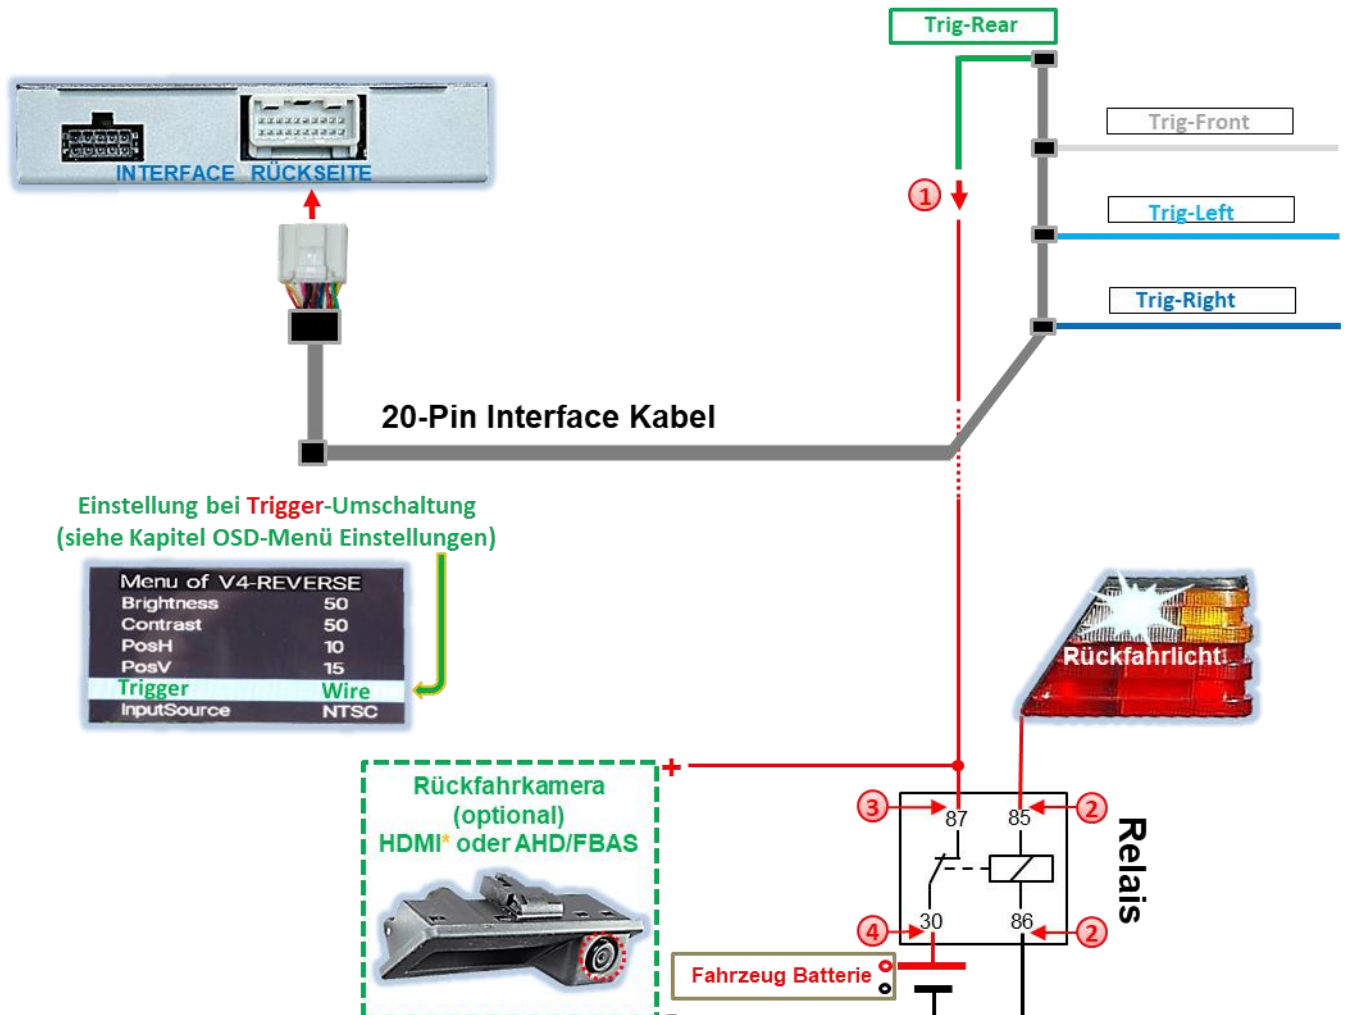 Trig-Rear
Trig-Front
INTERFACE RÜCKSEITE
1
Trig-Left
Trig-Right
20-Pin Interface Kabel
Einstellung bei Trigger-Umschaltung
(siehe Kapitel OSD-Menü Einstellungen)
Menu of V4-REVERSE
Brightness 50
Contrast 50
PosH 10
PosV 15
Trigger Wire
InputSource NTSC
Rückfahrlicht
+
Rückfahrkamera
(optional)
HDMI* oder AHD/FBAS
3
87
85
2
Relais
4
30
86
2
Fahrzeug Batterie